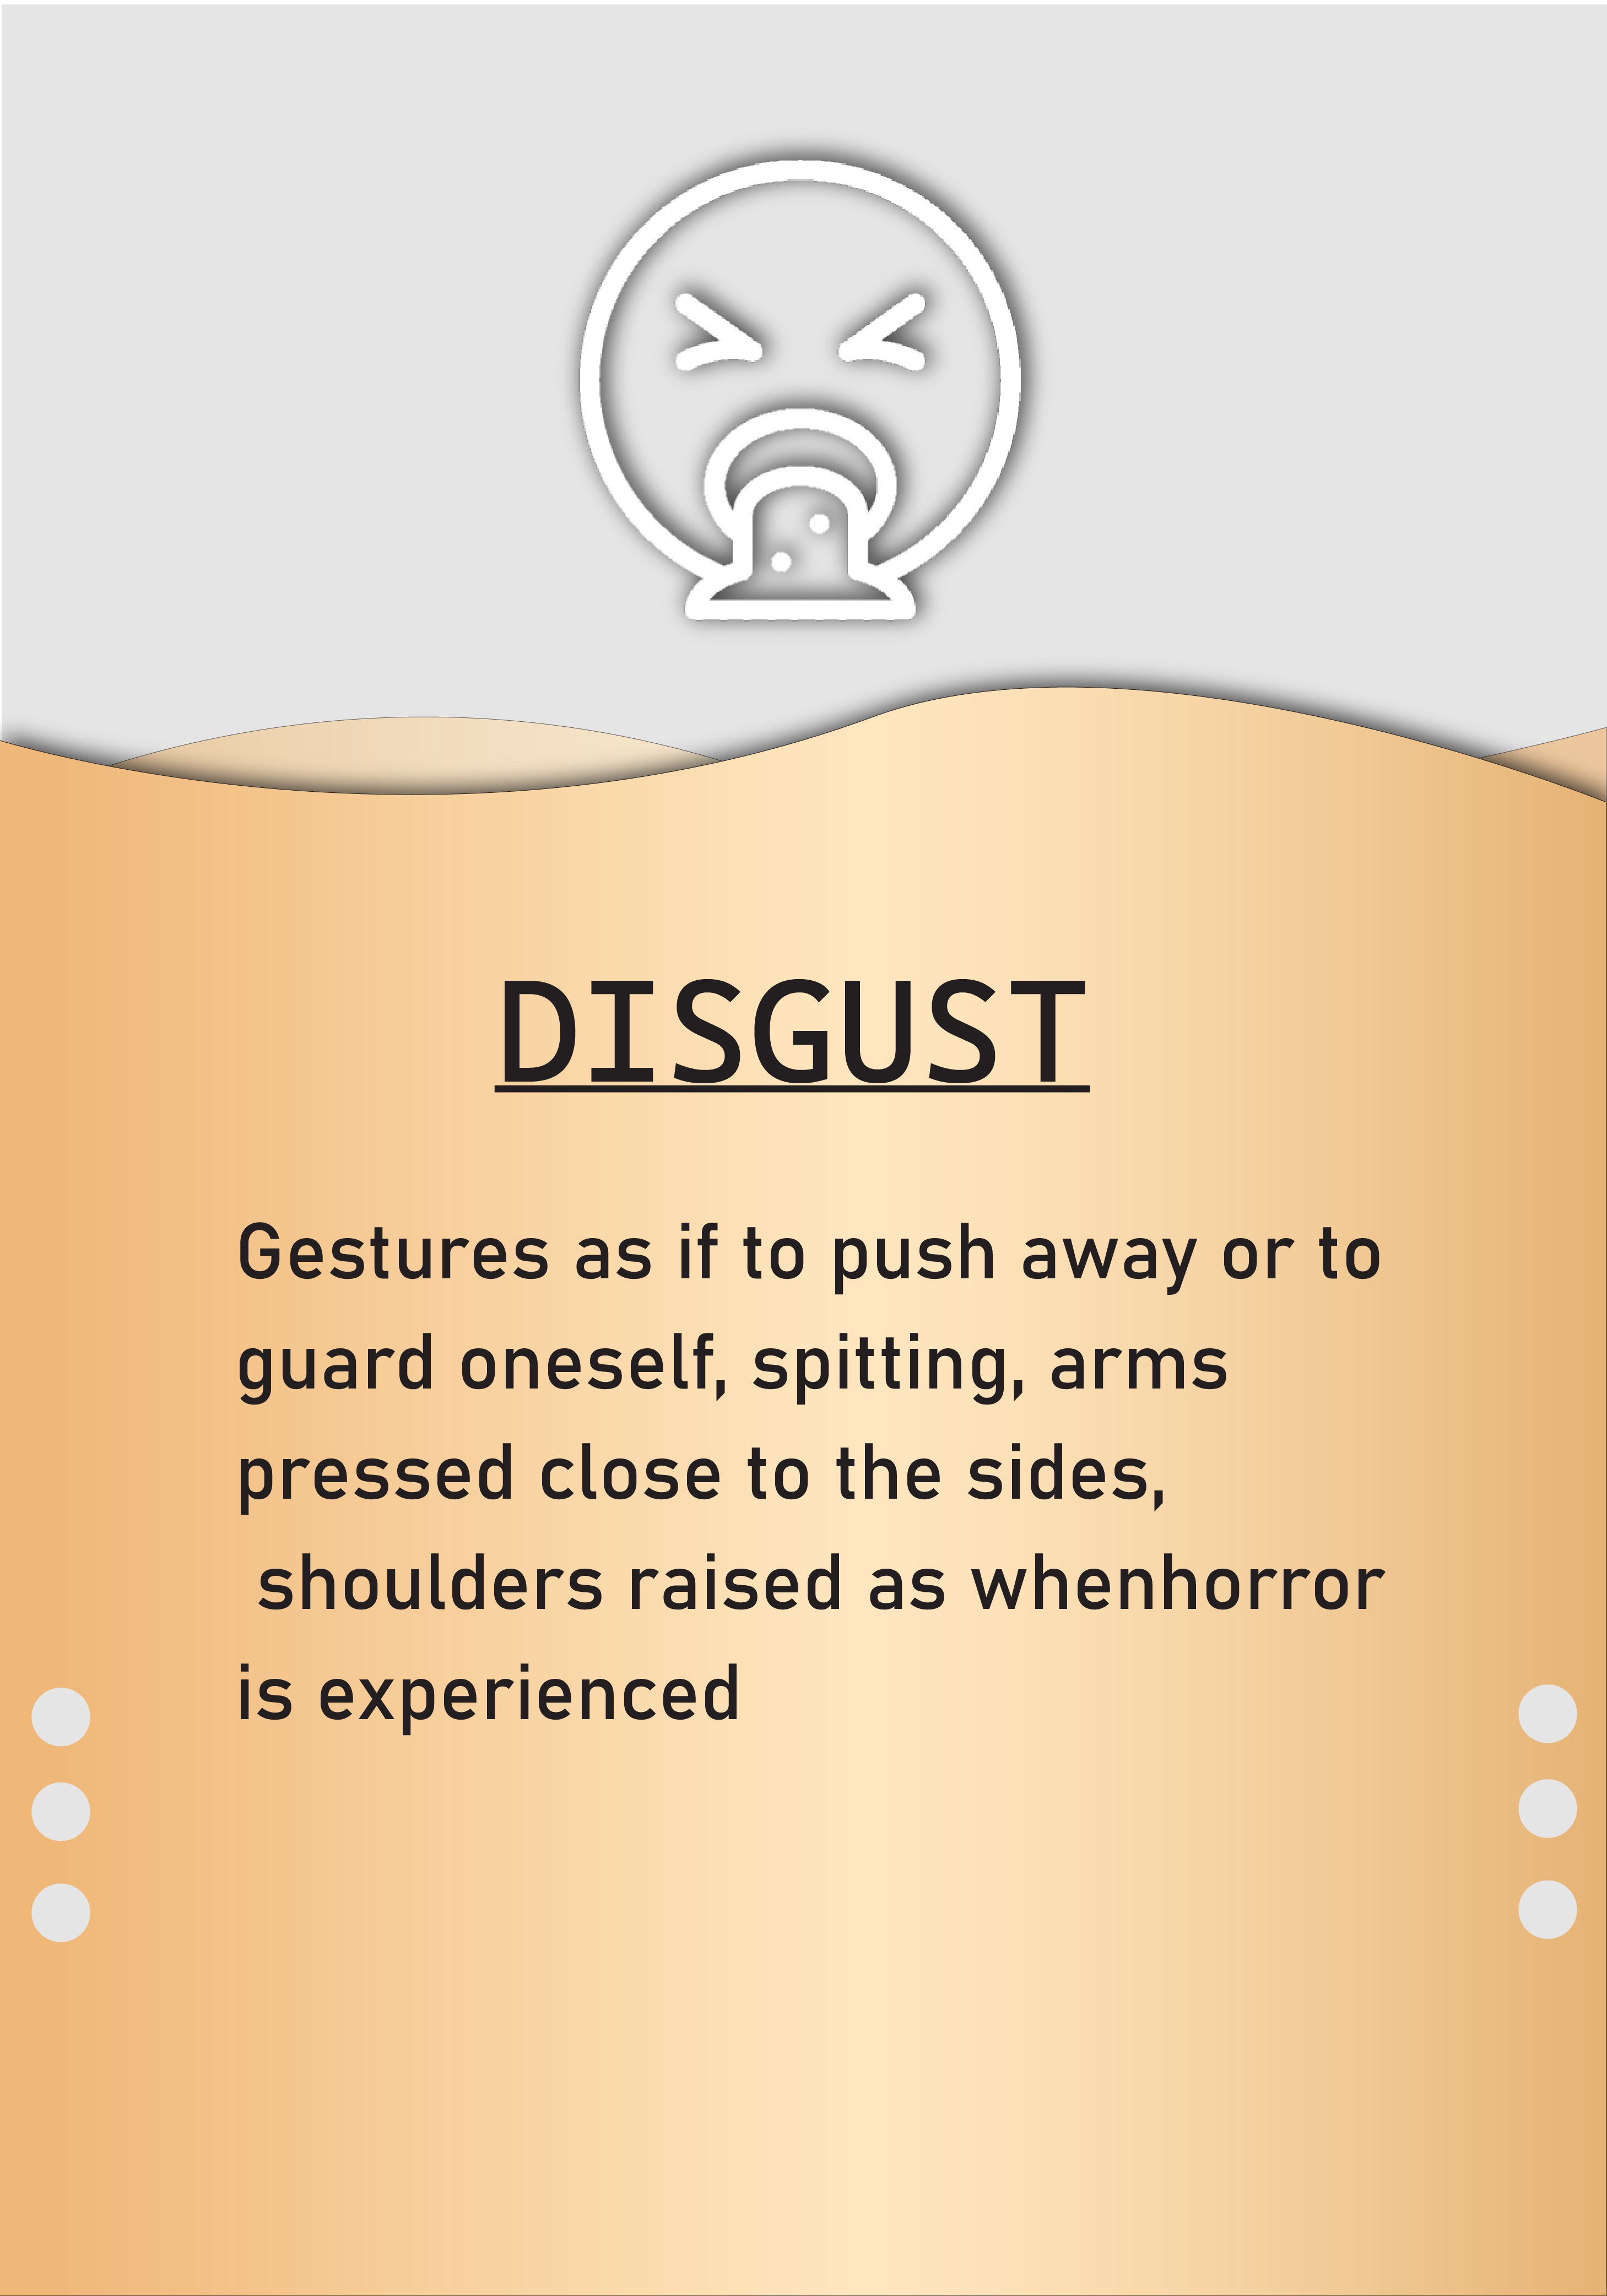 DISGUST
Gestures as if to push away or to
guard oneself, spitting, arms
pressed close to the sides,
shoulders raised as whenhorror
is experienced